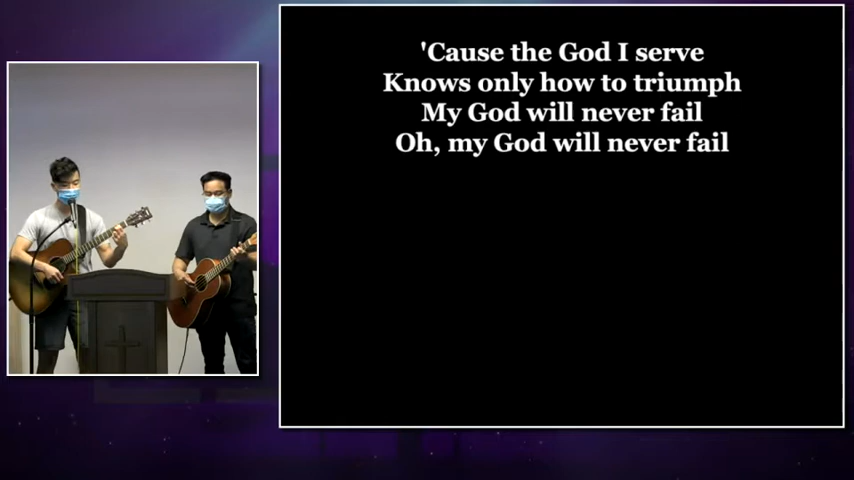 'Cause the God I serve
Knows only how to triumph
My God will never fail
Oh, my God will never fail